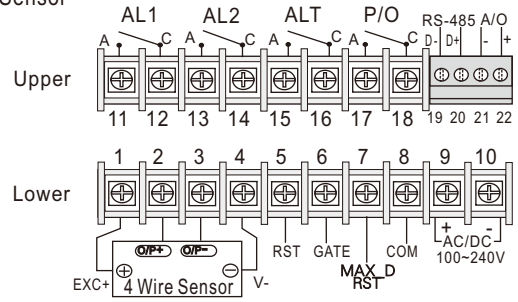 Sensor
AL1 AL2 ALT P/O RS-485 A/O
A C A C A C A C D- D+ - +
Upper
11 12 13 14 15 16 17 18 19 20 21 22
1 2 3 4 5 6 7 8 9 10
Lower
O/P+ O/P-
RST GATE MAX_D RST COM
+ -
AC/DC
100~240V
EXC+ 4 Wire Sensor V-